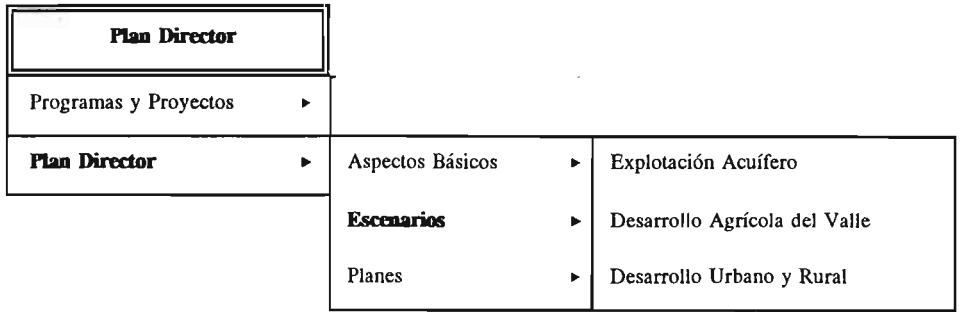 Plan Director
Programas y Proyectos ►
Plan Director ►
Aspectos Básicos ►
Escenarios ►
Planes ►
Explotación Acuífero
Desarrollo Agrícola del Valle
Desarrollo Urbano y Rural